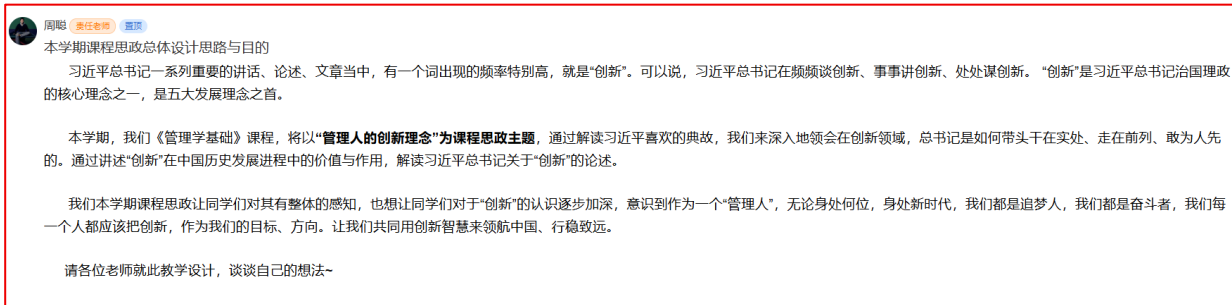 周聪 责任老师 置顶
本学期课程思政总体设计思路与目的
习近平总书记一系列重要的讲话、论述、文章当中，有一个词出现的频率特别高，就是“创新”。可以说，习近平总书记在频频谈创新、事事讲创新、处处谋创新。 “创新”是习近平总书记治国理政
的核心理念之一，是五大发展理念之首。
本学期，我们《管理学基础》课程，将以“管理人的创新理念”为课程思政主题，通过解读习近平喜欢的典故，我们来深入地领会在创新领域，总书记是如何带头干在实处、走在前列、敢为人先
的。通过讲述“创新”在中国历史发展进程中的价值与作用，解读习近平总书记关于“创新”的论述。
我们本学期课程思政让同学们对其有整体的感知，也想让同学们对于“创新”的认识逐步加深，意识到作为一个“管理人”，无论身处何位，身处新时代，我们都是追梦人，我们都是奋斗者，我们每
一个人都应该把创新，作为我们的目标、方向。让我们共同用创新智慧来领航中国、行稳致远。
请各位老师就此教学设计，谈谈自己的想法~